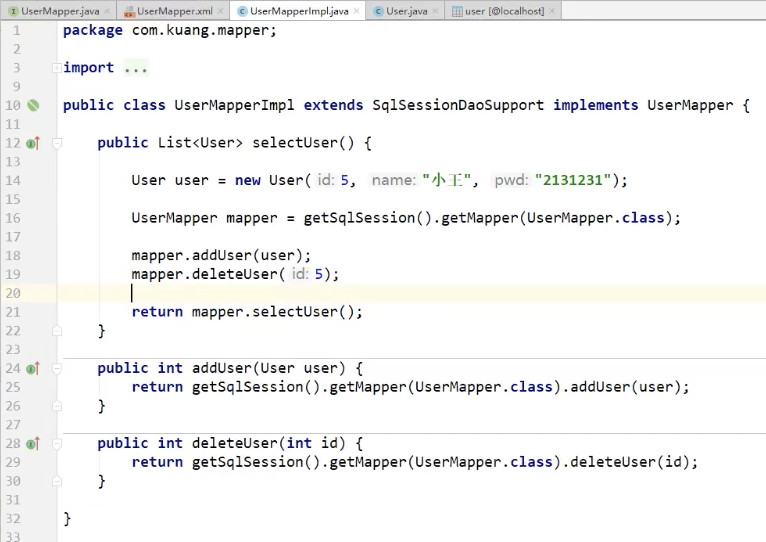 UserMapper.java UserMapper.xml UserMapperImpl.java User.java user [@localhost]
1 package com.kuang.mapper;
2
3 import ...
9
10 public class UserMapperImpl extends SqlSessionDaoSupport implements UserMapper {
11
12 public List<User> selectUser() {
13
14 User user = new User( id: 5, name: "小王", pwd: "2131231");
15
16 UserMapper mapper = getSqlSession().getMapper(UserMapper.class);
17
18 mapper.addUser(user);
19 mapper.deleteUser( id: 5);
20
21 return mapper.selectUser();
22 }
23
24 public int addUser(User user) {
25 return getSqlSession().getMapper(UserMapper.class).addUser(user);
26 }
27
28 public int deleteUser(int id) {
29 return getSqlSession().getMapper(UserMapper.class).deleteUser(id);
30 }
31
32 }
33